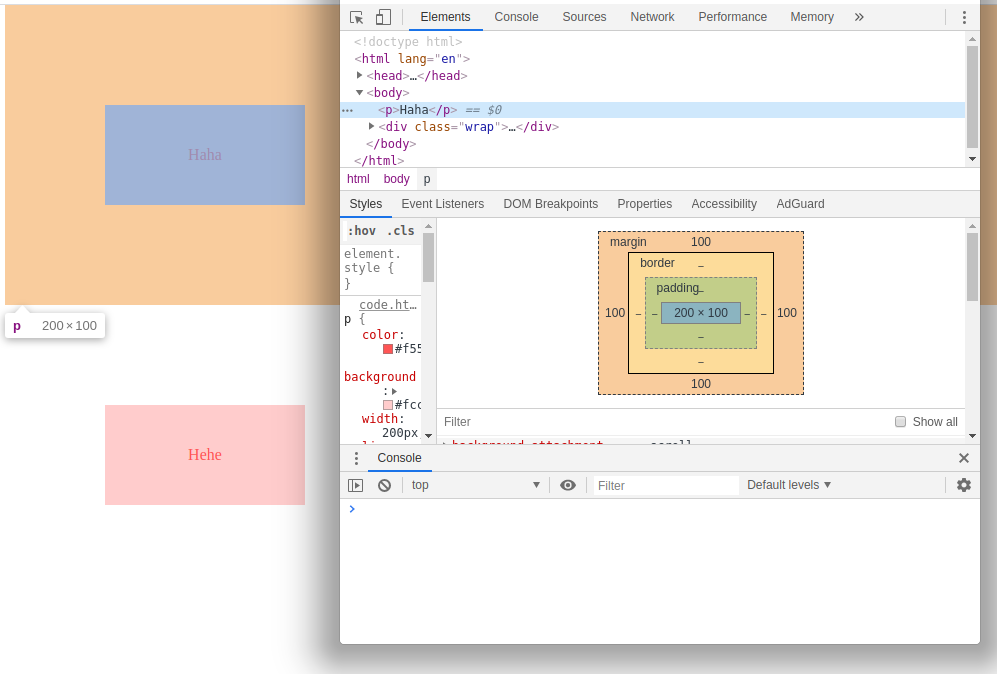 Haha
p 200 × 100
Hehe
Elements Console Sources Network Performance Memory »
<!doctype html>
<html lang="en">
<head>…</head>
<body>
<p>Haha</p> == $0
<div class="wrap">…</div>
</body>
</html>
html body p
Styles Event Listeners DOM Breakpoints Properties Accessibility AdGuard
:hov .cls
element.
style {
}
code.ht…
p {
color:
#f55
background
:
#fcc
width:
200px
margin 100
border –
padding –
100 – – 200 × 100 – – 100
–
–
100
Filter Show all
Console
top Filter Default levels